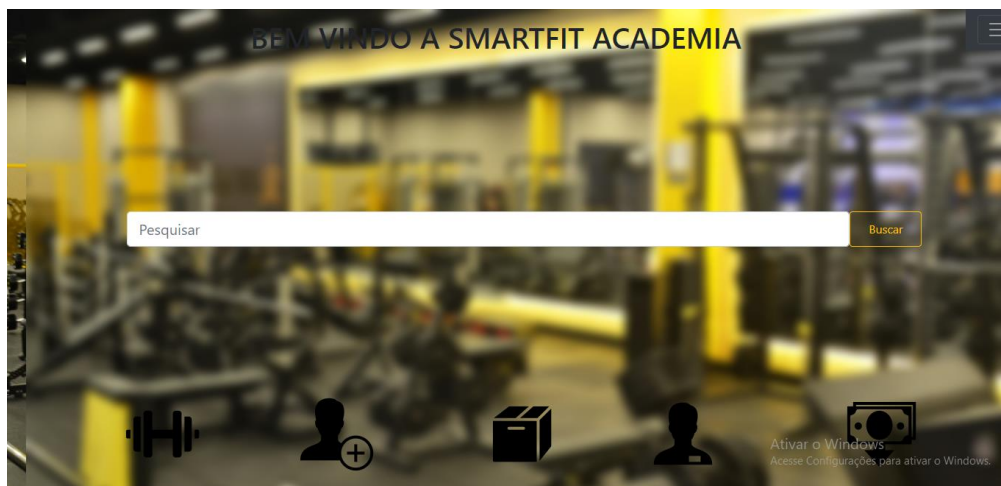 BEM VINDO A SMARTFIT ACADEMIA
Pesquisar
Buscar
Ativar o Windows
Acesse Configurações para ativar o Windows.